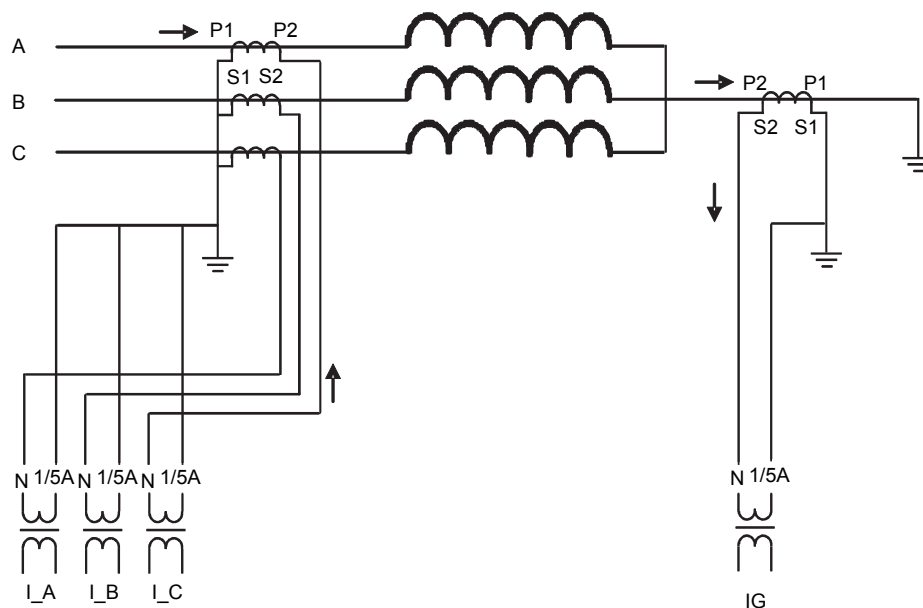 A
P1
P2
S1
S2
B
C
P2
P1
S2
S1
N
1/5A
N
1/5A
N
1/5A
N
1/5A
I_A
I_B
I_C
IG